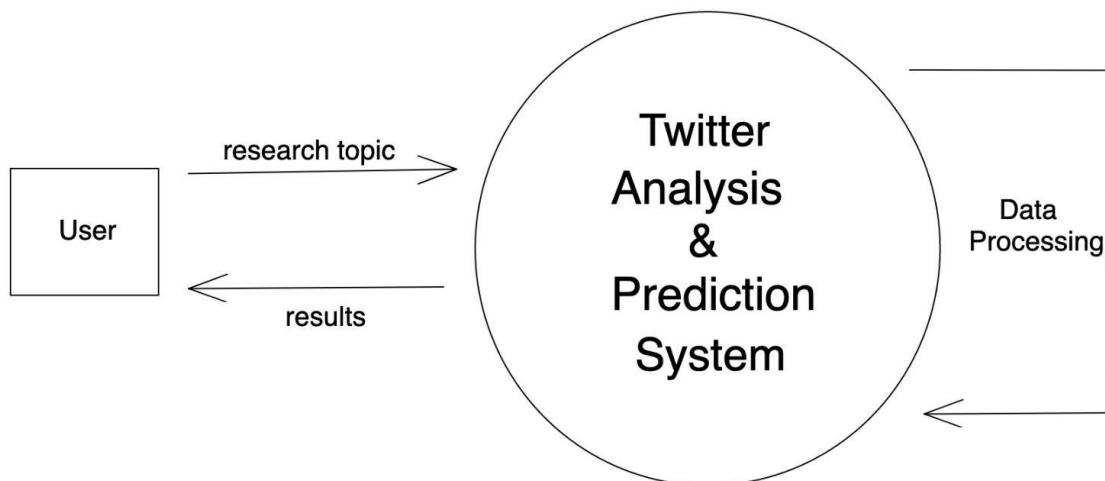 User
research topic
results
Twitter
Analysis
&
Prediction
System
Data
Processing